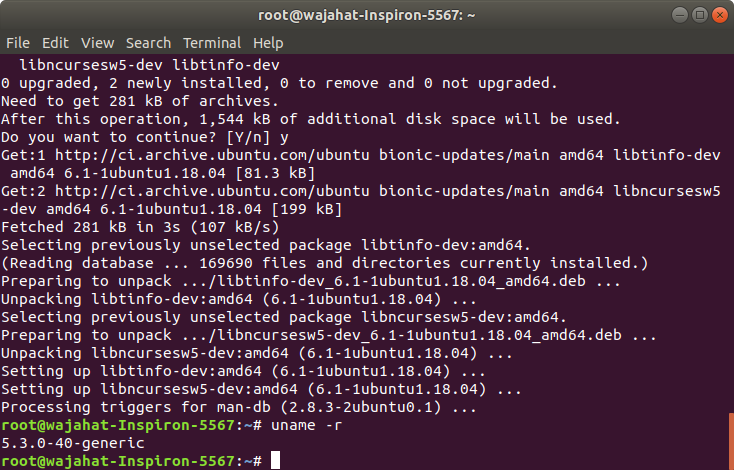 root@wajahat-Inspiron-5567: ~
File Edit View Search Terminal Help
libncursesw5-dev libtinfo-dev
0 upgraded, 2 newly installed, 0 to remove and 0 not upgraded.
Need to get 281 kB of archives.
After this operation, 1,544 kB of additional disk space will be used.
Do you want to continue? [Y/n] y
Get:1 http://ci.archive.ubuntu.com/ubuntu bionic-updates/main amd64 libtinfo-dev
amd64 6.1-1ubuntu1.18.04 [81.3 kB]
Get:2 http://ci.archive.ubuntu.com/ubuntu bionic-updates/main amd64 libncursesw5
-dev amd64 6.1-1ubuntu1.18.04 [199 kB]
Fetched 281 kB in 3s (107 kB/s)
Selecting previously unselected package libtinfo-dev:amd64.
(Reading database ... 169690 files and directories currently installed.)
Preparing to unpack .../libtinfo-dev_6.1-1ubuntu1.18.04_amd64.deb ...
Unpacking libtinfo-dev:amd64 (6.1-1ubuntu1.18.04) ...
Selecting previously unselected package libncursesw5-dev:amd64.
Preparing to unpack .../libncursesw5-dev_6.1-1ubuntu1.18.04_amd64.deb ...
Unpacking libncursesw5-dev:amd64 (6.1-1ubuntu1.18.04) ...
Setting up libtinfo-dev:amd64 (6.1-1ubuntu1.18.04) ...
Setting up libncursesw5-dev:amd64 (6.1-1ubuntu1.18.04) ...
Processing triggers for man-db (2.8.3-2ubuntu0.1) ...
root@wajahat-Inspiron-5567:~# uname -r
5.3.0-40-generic
root@wajahat-Inspiron-5567:~#